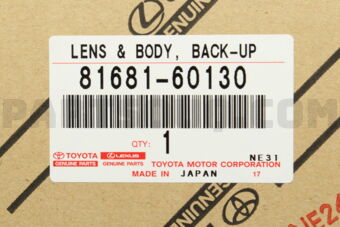 LENS & BODY, BACK-UP
81681-60130
QTY: 1
TOYOTA LEXUS
GENUINE PARTS GENUINE PARTS
TOYOTA MOTOR CORPORATION
NE31
MADE IN JAPAN 17